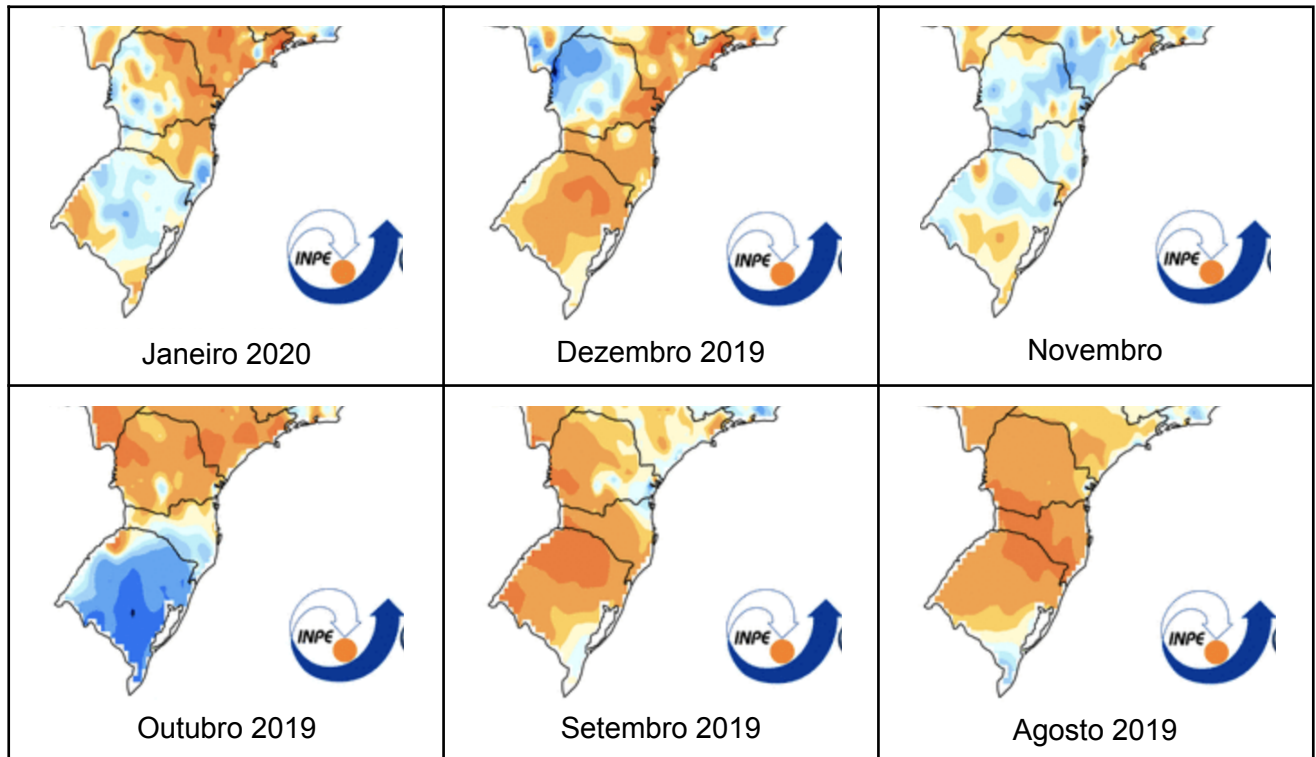 INPE
INPE
INPE
Janeiro 2020
Dezembro 2019
Novembro
INPE
INPE
INPE
Outubro 2019
Setembro 2019
Agosto 2019